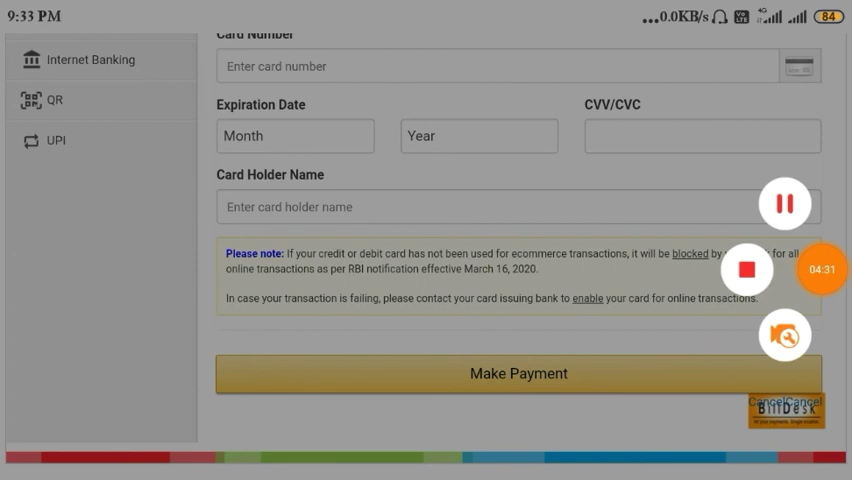 9:33 PM
...0.0KB/s
Vo
LTE
4G
84
Card Number
Internet Banking
Enter card number
QR
Expiration Date
CVV/CVC
UPI
Month
Year
Card Holder Name
Enter card holder name
Please note: If your credit or debit card has not been used for ecommerce transactions, it will be blocked by for all
online transactions as per RBI notification effective March 16, 2020.
04:31
In case your transaction is failing, please contact your card issuing bank to enable your card for online transactions.
Make Payment
CancelCancel
BillDesk